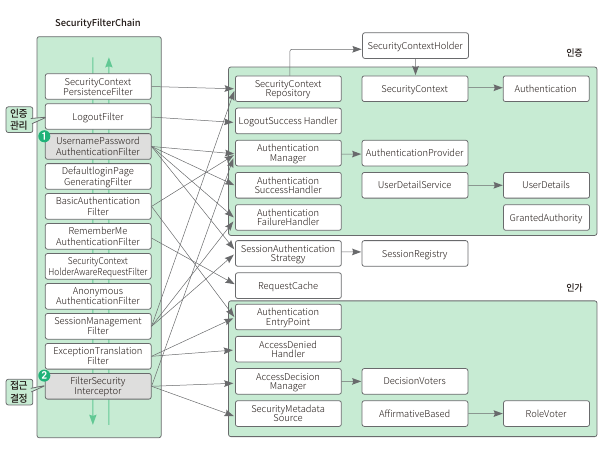 SecurityFilterChain
SecurityContext
PersistenceFilter
LogoutFilter
인증
관리
1
UsernamePassword
AuthenticationFilter
DefaultloginPage
GeneratingFilter
BasicAuthentication
Filter
RememberMe
AuthenticationFilter
SecurityContext
HolderAwareRequestFilter
Anonymous
AuthenticationFilter
SessionManagement
Filter
ExceptionTranslation
Filter
2
FilterSecurity
Interceptor
접근
결정
SecurityContextHolder
인증
SecurityContext
Repository
SecurityContext
Authentication
LogoutSuccess Handler
Authentication
Manager
AuthenticationProvider
Authentication
SuccessHandler
UserDetailService
UserDetails
Authentication
FailureHandler
GrantedAuthority
SessionAuthentication
Strategy
SessionRegistry
RequestCache
인가
Authentication
EntryPoint
AccessDenied
Handler
AccessDecision
Manager
DecisionVoters
SecurityMetadata
Source
AffirmativeBased
RoleVoter